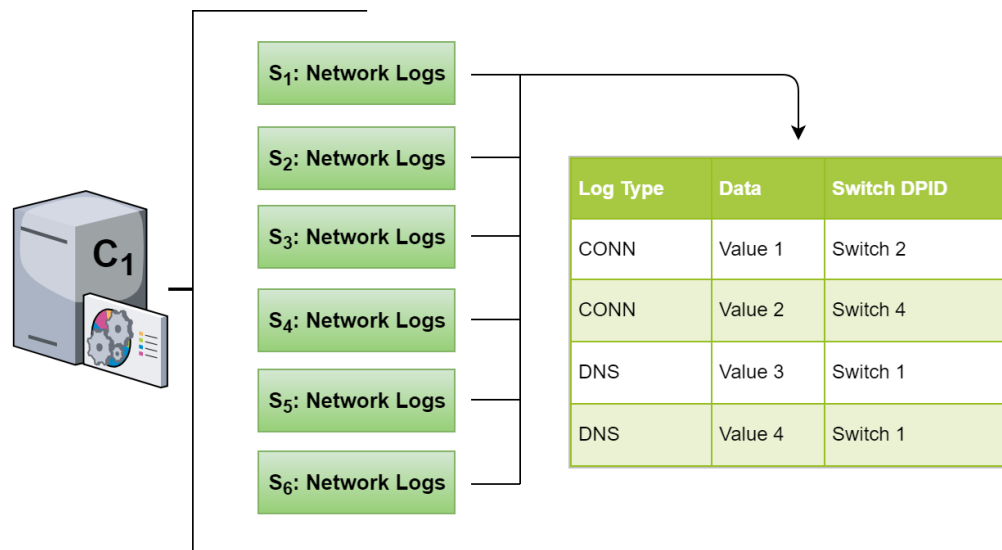 C₁
S₁: Network Logs
S₂: Network Logs
S₃: Network Logs
S₄: Network Logs
S₅: Network Logs
S₆: Network Logs
Log Type Data Switch DPID
CONN Value 1 Switch 2
CONN Value 2 Switch 4
DNS Value 3 Switch 1
DNS Value 4 Switch 1